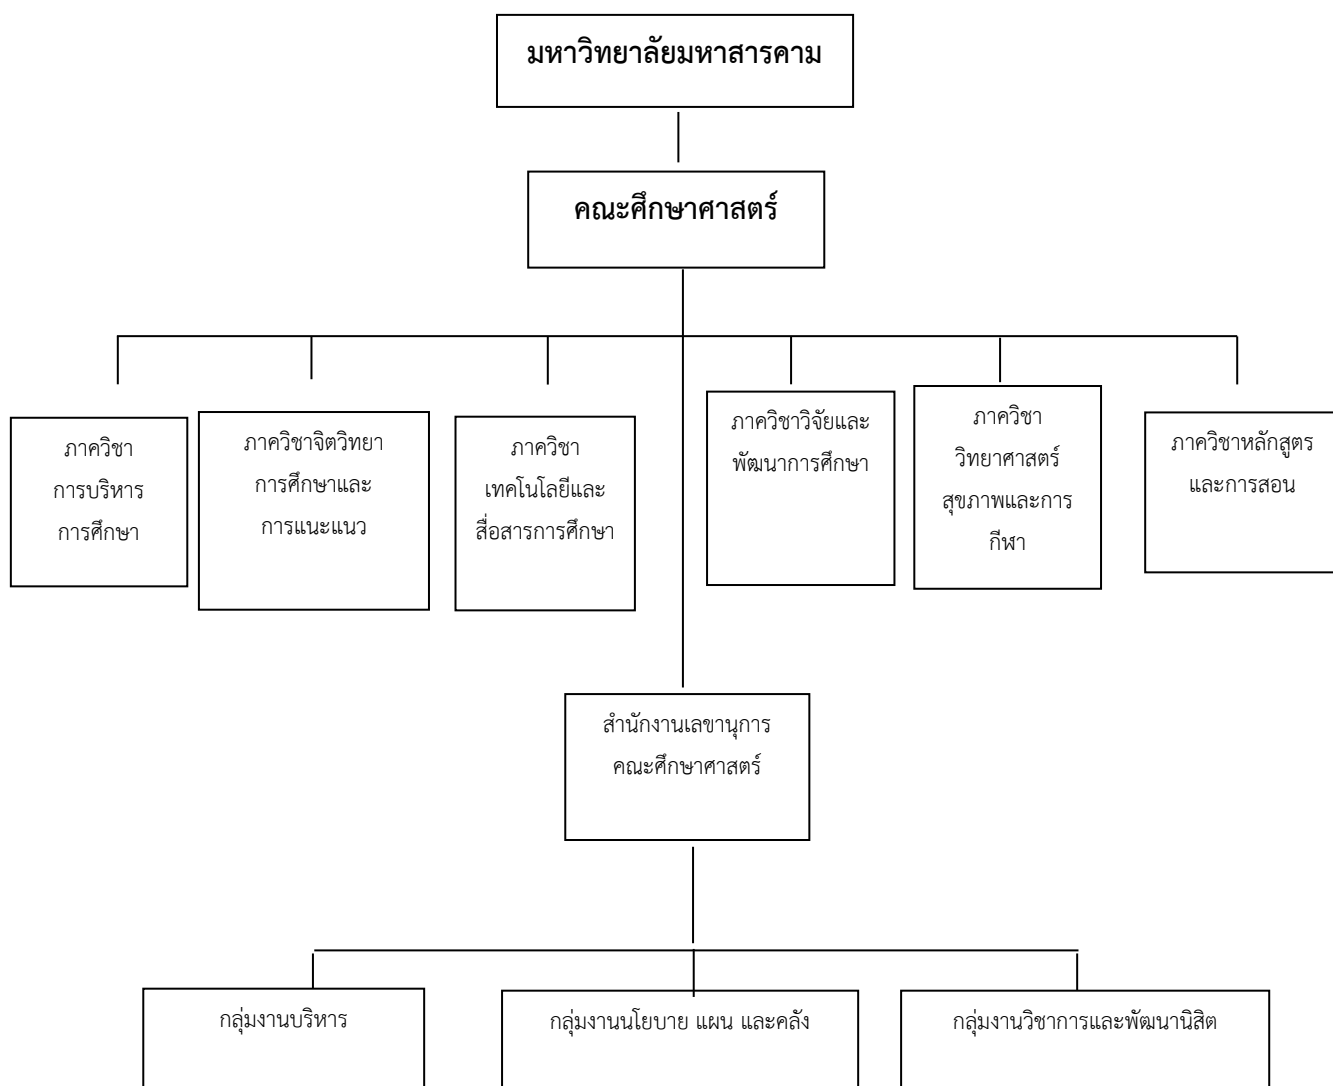 มหาวิทยาลัยมหาสารคาม
คณะศึกษาศาสตร์
ภาควิชา
การบริหาร
การศึกษา
ภาควิชาจิตวิทยา
การศึกษาและ
การแนะแนว
ภาควิชา
เทคโนโลยีและ
สื่อสารการศึกษา
ภาควิชาวิจัยและ
พัฒนาการศึกษา
ภาควิชา
วิทยาศาสตร์
สุขภาพและการ
กีฬา
ภาควิชาหลักสูตร
และการสอน
สำนักงานเลขานุการ
คณะศึกษาศาสตร์
กลุ่มงานบริหาร
กลุ่มงานนโยบาย แผน และคลัง
กลุ่มงานวิชาการและพัฒนานิสิต